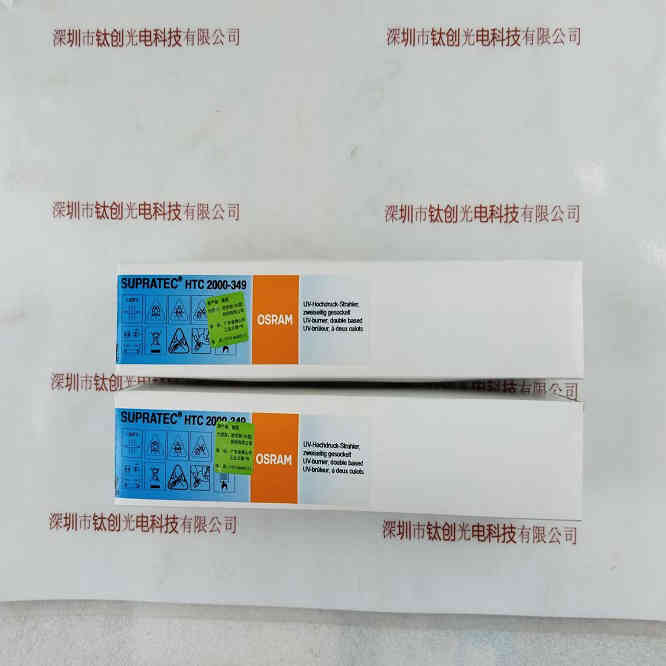 深圳市钛创光电科技有限公司
深圳市钛创光电科技有限公司
深圳市钛创光电科技有限公司
深圳市钛创光电科技有限公司
SUPRATEC® HTC 2000-349
OSRAM
UV-Hochdruck-Strahler,
zweiseitig gesockelt
UV-burner, double based
UV-brûleur, à deux culots
深圳市钛创光电科技有限公司
SUPRATEC® HTC 2000-349
OSRAM
UV-Hochdruck-Strahler,
zweiseitig gesockelt
UV-burner, double based
UV-brûleur, à deux culots
深圳市钛创光电科技有限公司
深圳市钛创光电科技有限公司